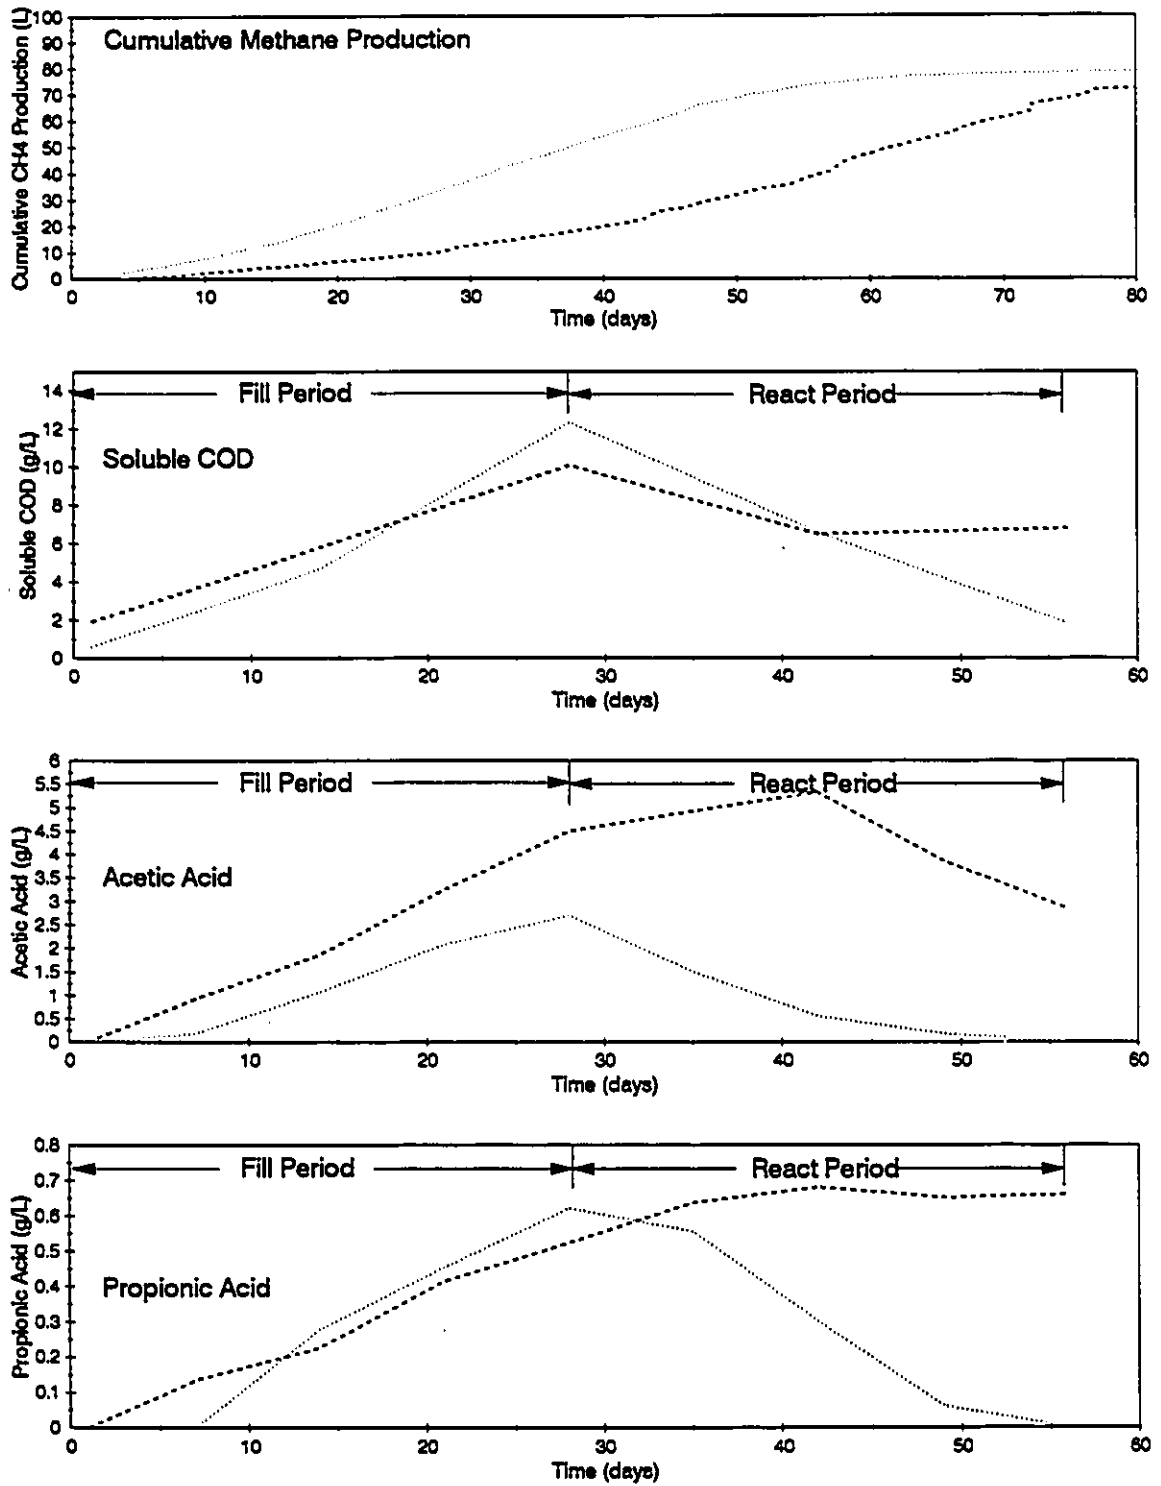 Cumulative Methane Production
Cumulative CH4 Production (L)
100
90
80
70
60
50
40
30
20
10
0
0 10 20 30 40 50 60 70 80
Time (days)
Fill Period React Period
Soluble COD
Soluble COD (g/L)
14
12
10
8
6
4
2
0
0 10 20 30 40 50 60
Time (days)
Fill Period React Period
Acetic Acid
Acetic Acid (g/L)
6
5.5
5
4.5
4
3.5
3
2.5
2
1.5
1
0.5
0
0 10 20 30 40 50 60
Time (days)
Fill Period React Period
Propionic Acid
Propionic Acid (g/L)
0.8
0.7
0.6
0.5
0.4
0.3
0.2
0.1
0
0 10 20 30 40 50 60
Time (days)